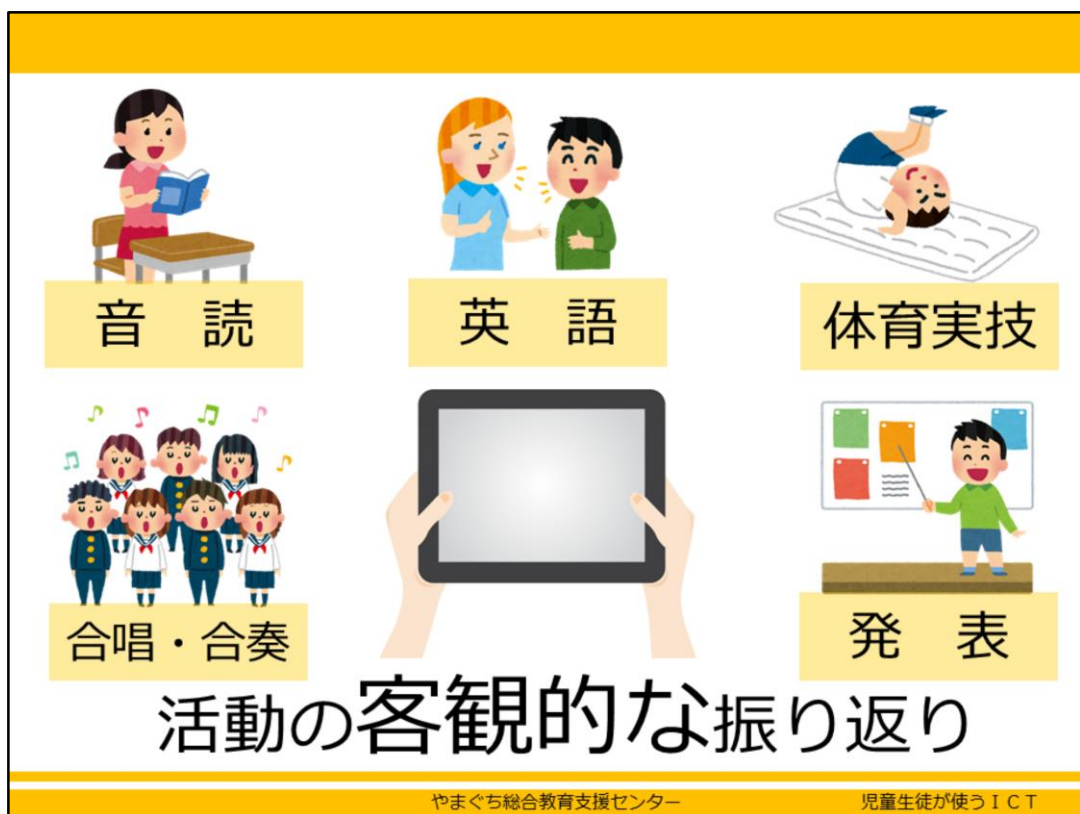 音　読
英　語
体育実技
合唱・合奏
発　表
活動の客観的な振り返り
やまぐち総合教育支援センター
児童生徒が使うＩＣＴ